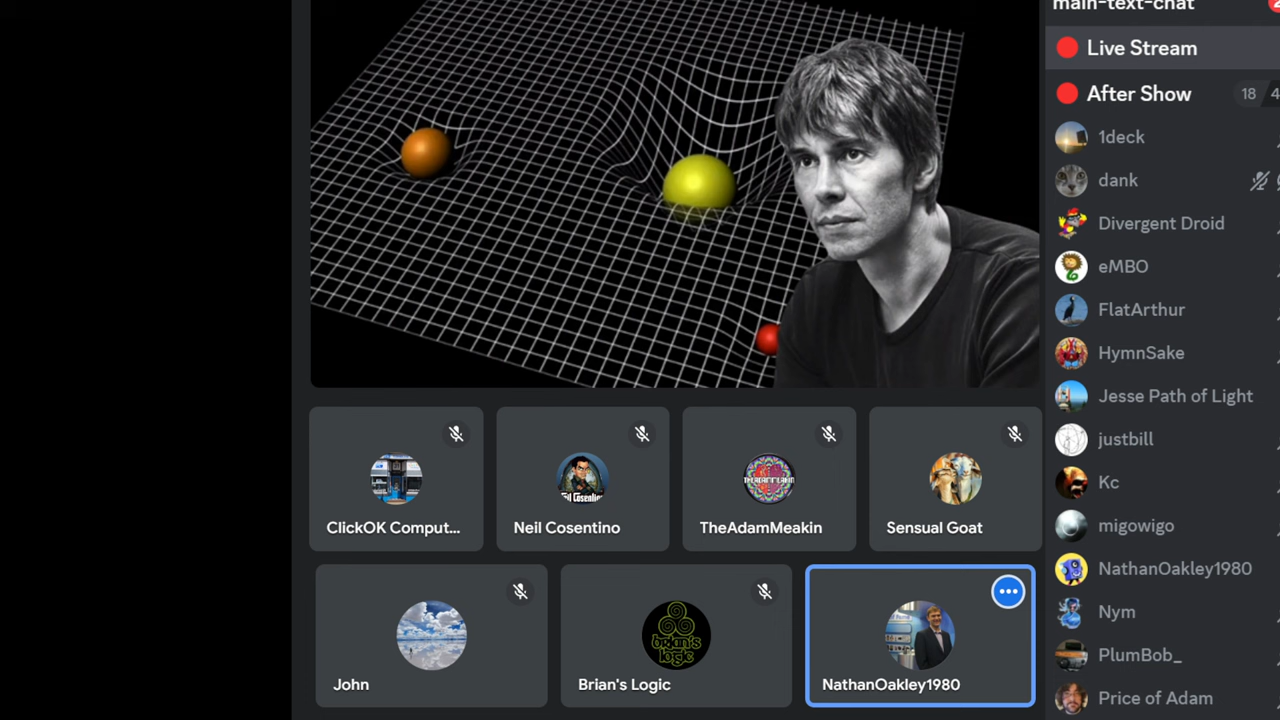 main-text-chat
Live Stream
After Show
18
1deck
dank
Divergent Droid
eMBO
FlatArthur
HymnSake
Jesse Path of Light
justbill
Kc
migowigo
NathanOakley1980
Nym
PlumBob_
Price of Adam
ClickOK Comput...
Neil Cosentino
TheAdamMeakin
Sensual Goat
John
brian's
logic
Brian's Logic
NathanOakley1980